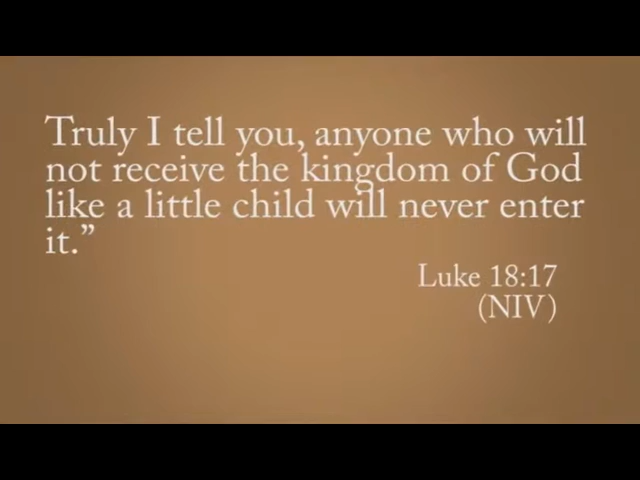 Truly I tell you, anyone who will
not receive the kingdom of God
like a little child will never enter
it.”
Luke 18:17
(NIV)